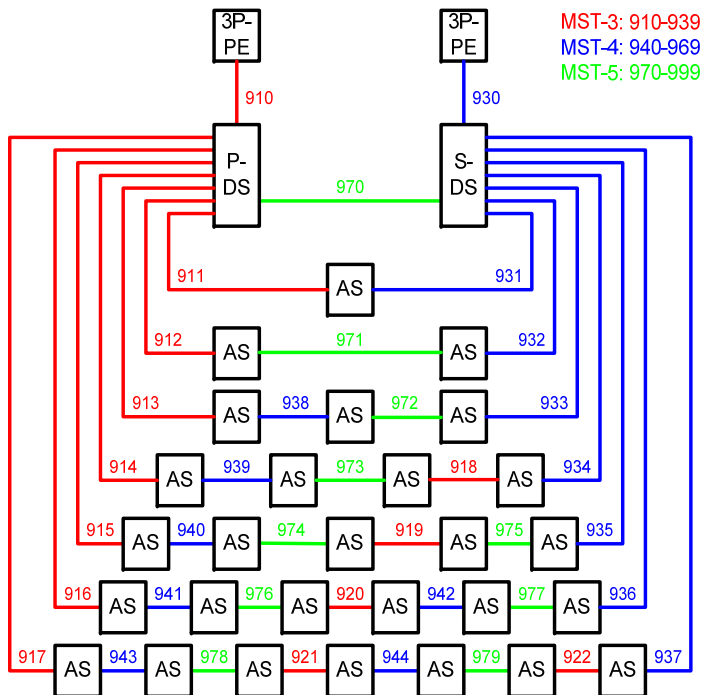 3P-
PE
3P-
PE
MST-3: 910-939
MST-4: 940-969
MST-5: 970-999
910
930
P-
DS
S-
DS
970
911
AS
931
912
AS
971
AS
932
913
AS
938
AS
972
AS
933
914
AS
939
AS
973
AS
918
AS
934
915
AS
940
AS
974
AS
919
AS
975
AS
935
916
AS
941
AS
976
AS
920
AS
942
AS
977
AS
936
917
AS
943
AS
978
AS
921
AS
944
AS
979
AS
922
AS
937